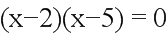 (x−2)(x−5) = 0